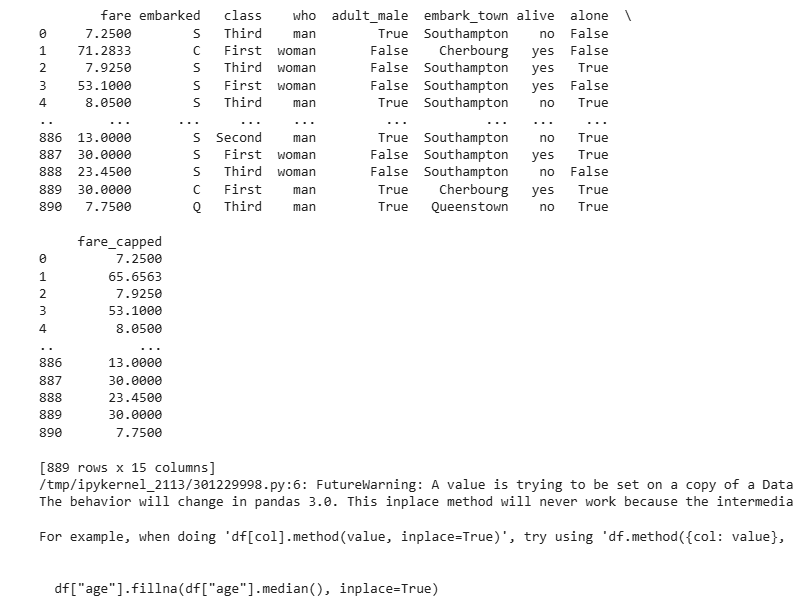 fare embarked class who adult_male embark_town alive alone \
0 7.2500 S Third man True Southampton no False
1 71.2833 C First woman False Cherbourg yes False
2 7.9250 S Third woman False Southampton yes True
3 53.1000 S First woman False Southampton yes False
4 8.0500 S Third man True Southampton no True
.. ... ... ... ... ... ... ... ...
886 13.0000 S Second man True Southampton no True
887 30.0000 S First woman False Southampton yes True
888 23.4500 S Third woman False Southampton no False
889 30.0000 C First man True Cherbourg yes True
890 7.7500 Q Third man True Queenstown no True
fare_capped
0 7.2500
1 65.6563
2 7.9250
3 53.1000
4 8.0500
.. ...
886 13.0000
887 30.0000
888 23.4500
889 30.0000
890 7.7500
[889 rows x 15 columns]
/tmp/ipykernel_2113/301229998.py:6: FutureWarning: A value is trying to be set on a copy of a Data
The behavior will change in pandas 3.0. This inplace method will never work because the intermedia
For example, when doing 'df[col].method(value, inplace=True)', try using 'df.method({col: value},
df["age"].fillna(df["age"].median(), inplace=True)